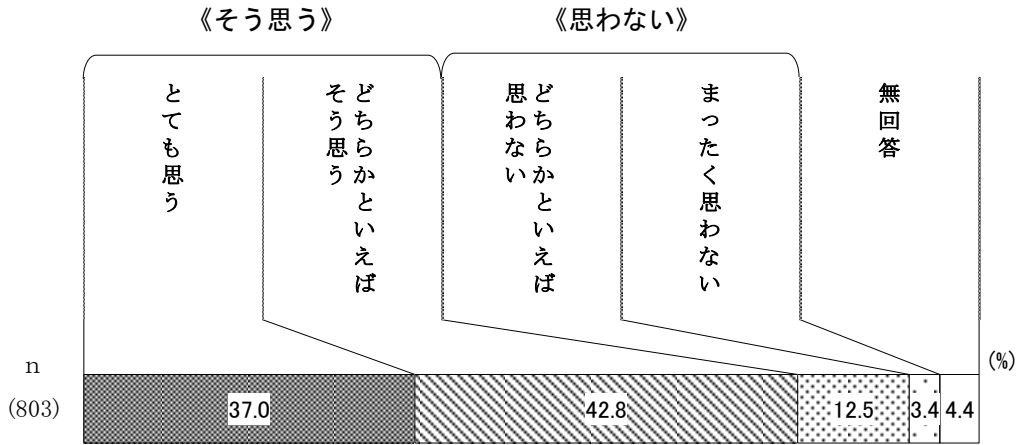 《そう思う》
《思わない》
とても思う
どちらかといえば
そう思う
どちらかといえば
思わない
まったく思わない
無回答
n
(%)
(803)
37.0
42.8
12.5
3.4
4.4